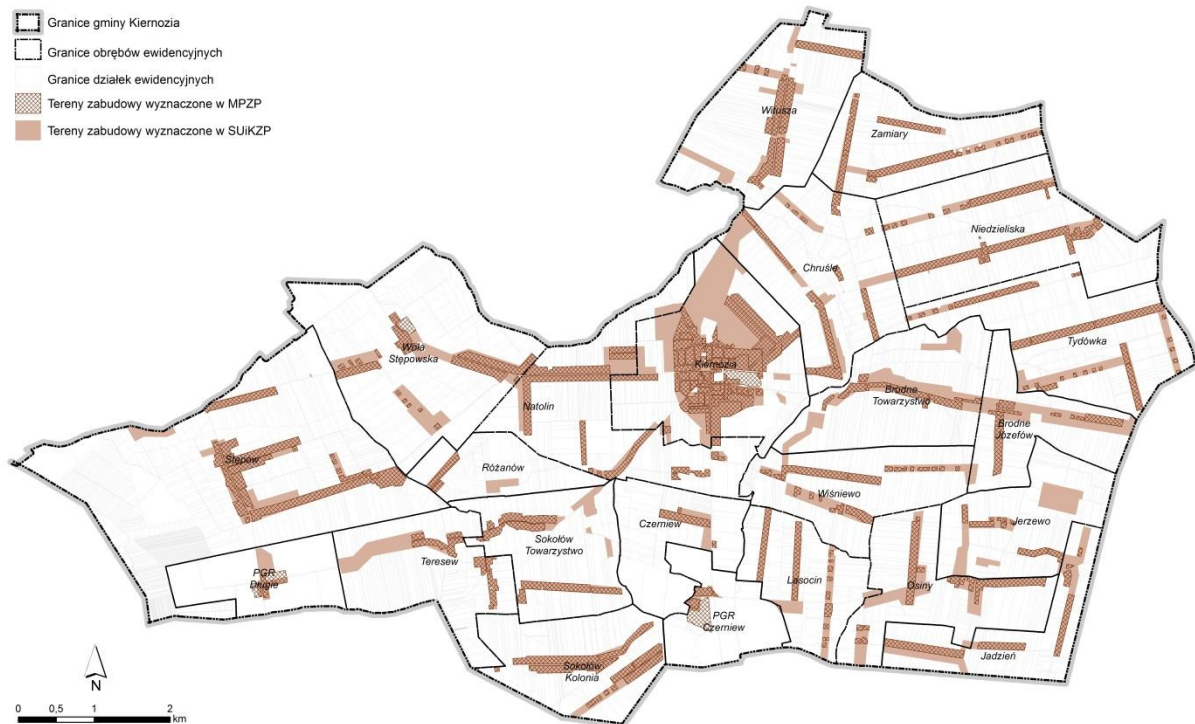 Granice gminy Kiernozia
Granice obrębów ewidencyjnych
Granice działek ewidencyjnych
Tereny zabudowy wyznaczone w MPZP
Tereny zabudowy wyznaczone w SUiKZP
Witusza
Zamiary
Niedzieliska
Chruśle
Wola
Stępowska
Kiernozia
Tydówka
Natolin
Brodne
Towarzystwo
Brodne
Józefów
Stępów
Różanów
Wiśniewo
Czerniew
Jerzewo
Sokołów
Towarzystwo
Teresew
PGR
Długie
Lasocin
Osiny
PGR
Czerniew
Jadzień
Sokołów
Kolonia
N
0 0,5 1 2
km